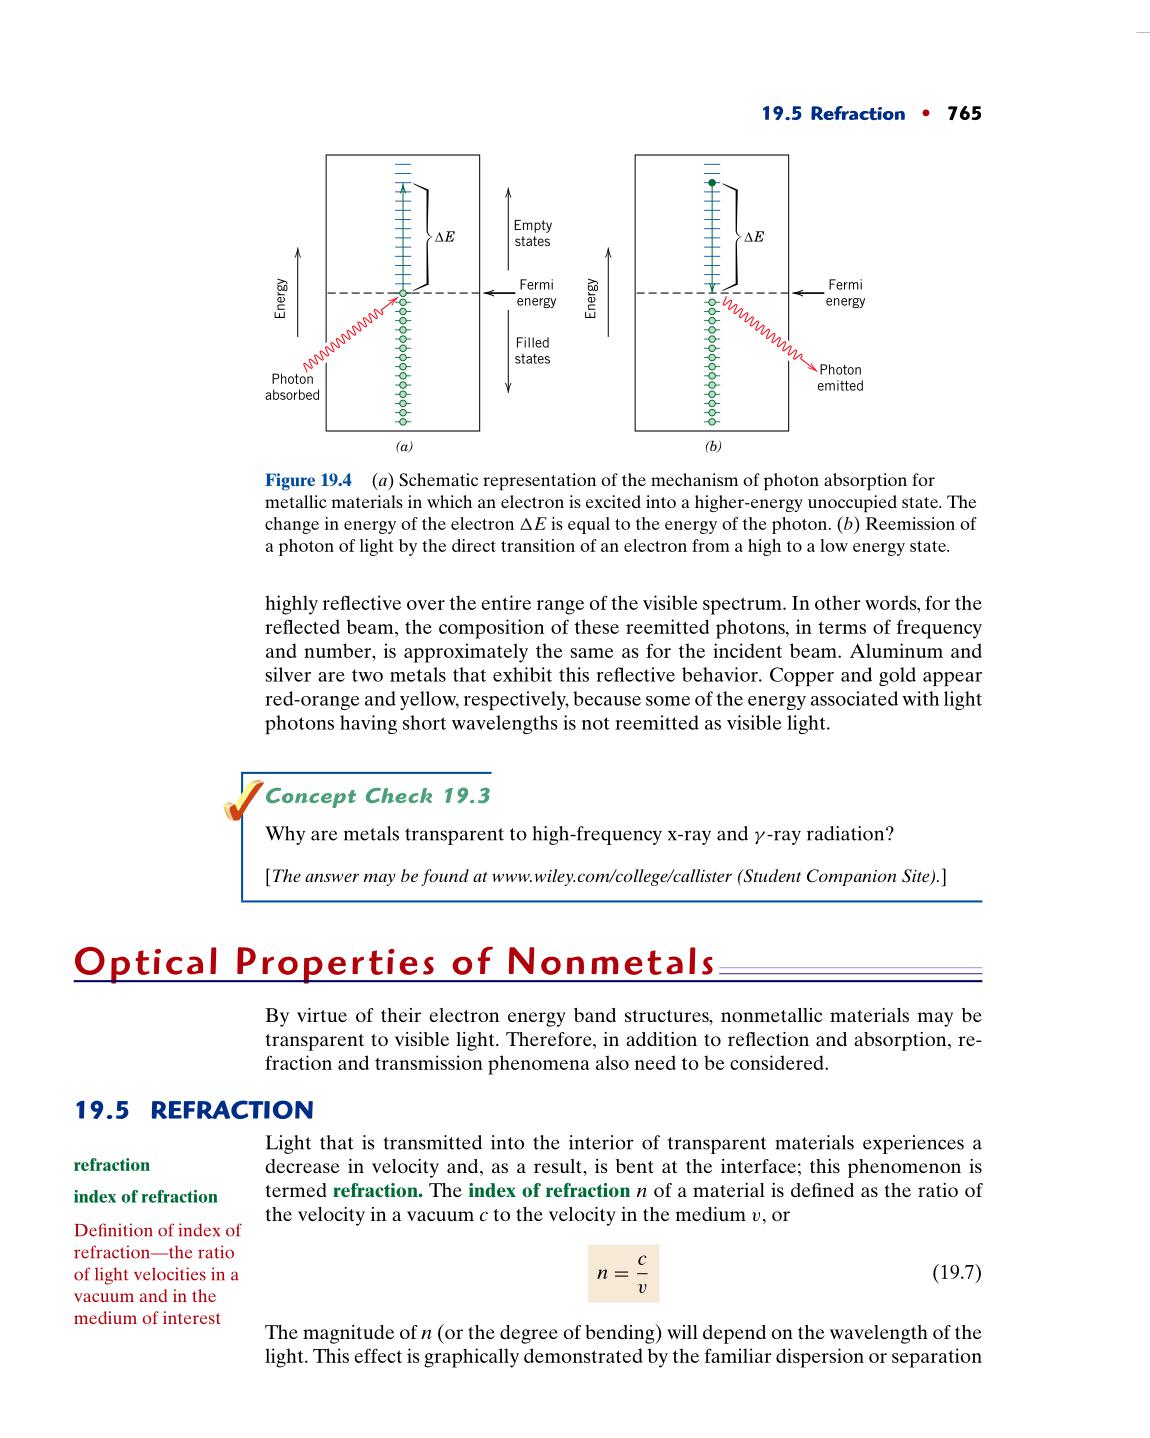 19.5 Refraction • 765
ΔE
Energy
Photon
absorbed
(a)
Empty
states
Fermi
energy
Filled
states
ΔE
Energy
Fermi
energy
Photon
emitted
(b)
Figure 19.4 (a) Schematic representation of the mechanism of photon absorption for
metallic materials in which an electron is excited into a higher-energy unoccupied state. The
change in energy of the electron ΔE is equal to the energy of the photon. (b) Reemission of
a photon of light by the direct transition of an electron from a high to a low energy state.
highly reflective over the entire range of the visible spectrum. In other words, for the
reflected beam, the composition of these reemitted photons, in terms of frequency
and number, is approximately the same as for the incident beam. Aluminum and
silver are two metals that exhibit this reflective behavior. Copper and gold appear
red-orange and yellow, respectively, because some of the energy associated with light
photons having short wavelengths is not reemitted as visible light.
Concept Check 19.3
Why are metals transparent to high-frequency x-ray and γ-ray radiation?
[The answer may be found at www.wiley.com/college/callister (Student Companion Site).]
Optical Properties of Nonmetals
By virtue of their electron energy band structures, nonmetallic materials may be
transparent to visible light. Therefore, in addition to reflection and absorption, re-
fraction and transmission phenomena also need to be considered.
19.5 REFRACTION
Light that is transmitted into the interior of transparent materials experiences a
decrease in velocity and, as a result, is bent at the interface; this phenomenon is
termed refraction. The index of refraction n of a material is defined as the ratio of
the velocity in a vacuum c to the velocity in the medium v, or
refraction
index of refraction
Definition of index of
refraction—the ratio
of light velocities in a
vacuum and in the
medium of interest
n = c/v (19.7)
The magnitude of n (or the degree of bending) will depend on the wavelength of the
light. This effect is graphically demonstrated by the familiar dispersion or separation